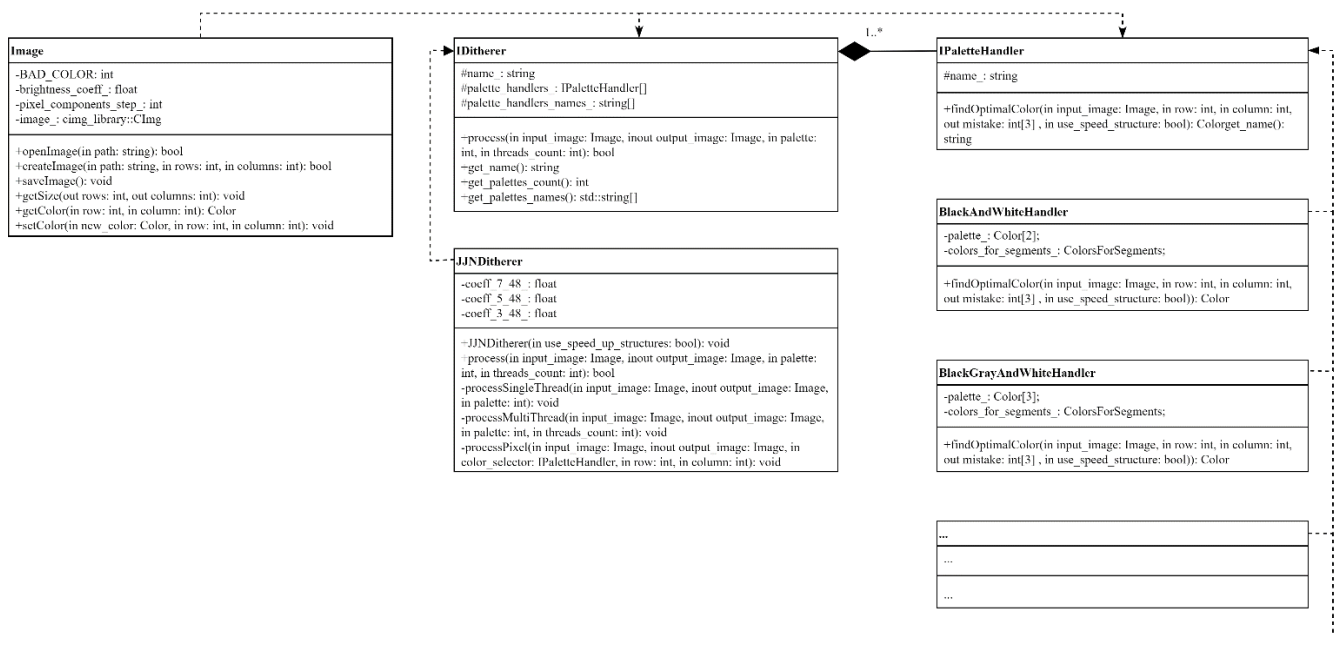 Image
-BAD_COLOR: int
-brightness_coeff_: float
-pixel_components_step_: int
-image_: cimg_library::CImg
+openImage(in path: string): bool
+createImage(in path: string, in rows: int, in columns: int): bool
+saveImage(): void
+getSize(out rows: int, out columns: int): void
+getColor(in row: int, in column: int): Color
+setColor(in new_color: Color, in row: int, in column: int): void
IDitherer
#name_: string
#palette_handlers_: IPaletteHandler[]
#palette_handlers_names_: string[]
+process(in input_image: Image, inout output_image: Image, in palette:
int, in threads_count: int): bool
+get_name(): string
+get_palettes_count(): int
+get_palettes_names(): std::string[]
JJNDitherer
-coeff_7_48_: float
-coeff_5_48_: float
-coeff_3_48_: float
+JJNDitherer(in use_speed_up_structures: bool): void
+process(in input_image: Image, inout output_image: Image, in palette:
int, in threads_count: int): bool
-processSingleThread(in input_image: Image, inout output_image: Image,
in palette: int): void
-processMultiThread(in input_image: Image, inout output_image: Image,
in palette: int, in threads_count: int): void
-processPixel(in input_image: Image, inout output_image: Image, in
color_selector: IPaletteHandler, in row: int, in column: int): void
1..*
IPaletteHandler
#name_: string
+findOptimalColor(in input_image: Image, in row: int, in column: int,
out mistake: int[3] , in use_speed_structure: bool): Colorget_name():
string
BlackAndWhiteHandler
-palette_: Color[2];
-colors_for_segments_: ColorsForSegments;
+findOptimalColor(in input_image: Image, in row: int, in column: int,
out mistake: int[3] , in use_speed_structure: bool)): Color
BlackGrayAndWhiteHandler
-palette_: Color[3];
-colors_for_segments_: ColorsForSegments;
+findOptimalColor(in input_image: Image, in row: int, in column: int,
out mistake: int[3] , in use_speed_structure: bool)): Color
...
...
...